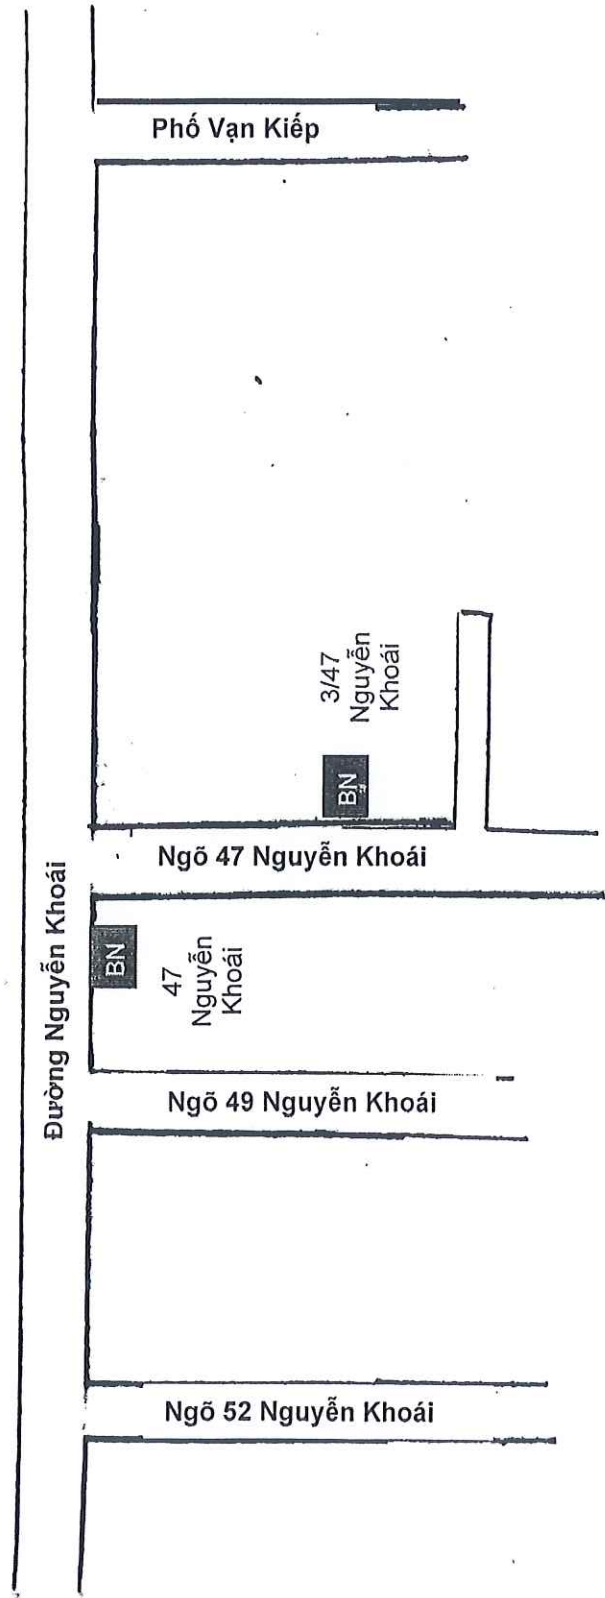 Phố Vạn Kiếp
3/47
Nguyễn
Khoái
BN
Ngõ 47 Nguyễn Khoái
Đường Nguyễn Khoái
BN
47
Nguyễn
Khoái
Ngõ 49 Nguyễn Khoái
Ngõ 52 Nguyễn Khoái